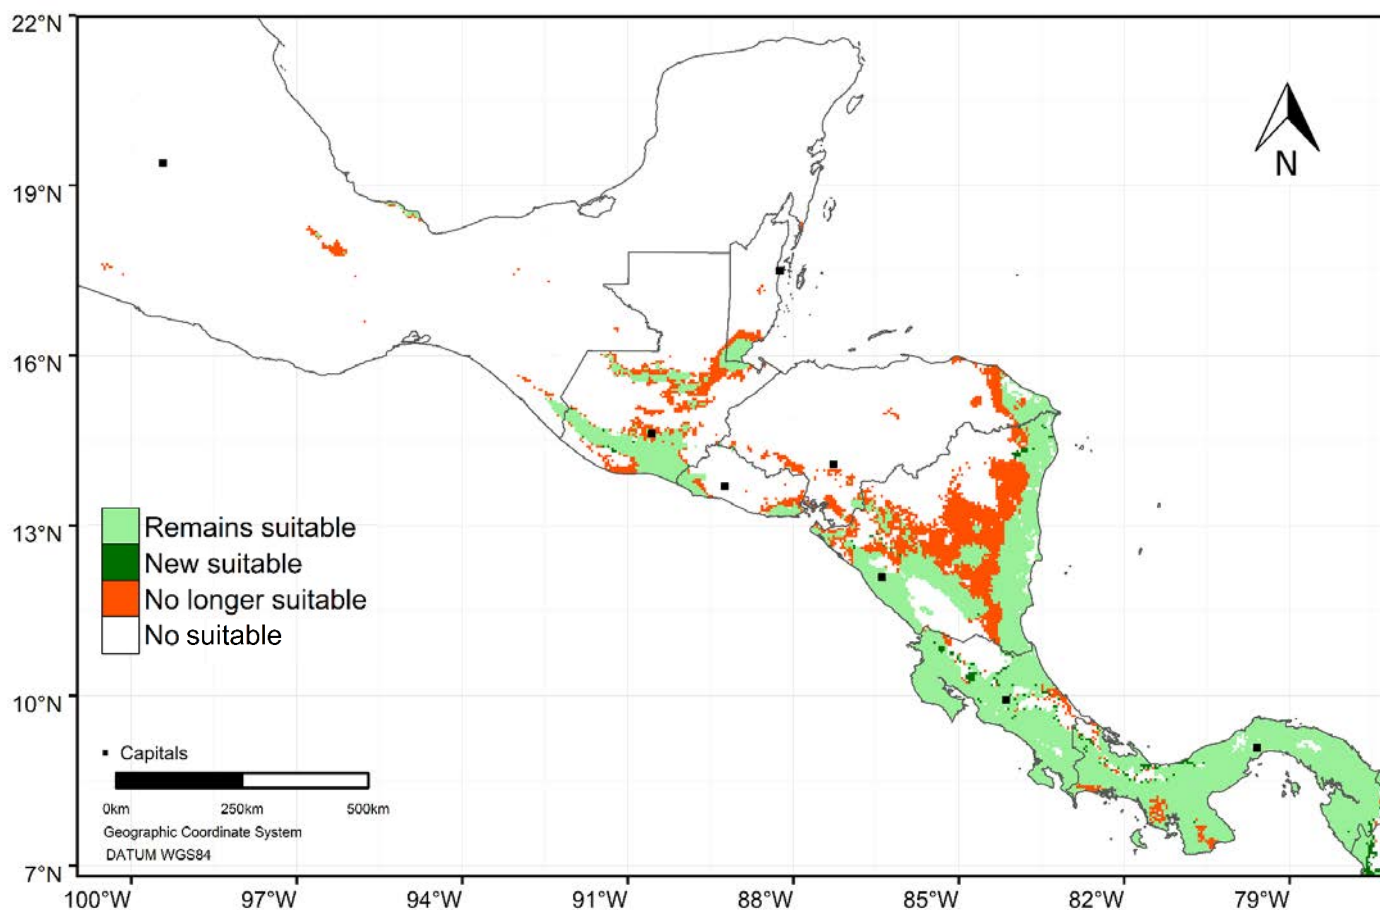 22°N
19°N
16°N
13°N
10°N
7°N
N
Remains suitable
New suitable
No longer suitable
No suitable
Capitals
0km 250km 500km
Geographic Coordinate System
DATUM WGS84
100°W 97°W 94°W 91°W 88°W 85°W 82°W 79°W